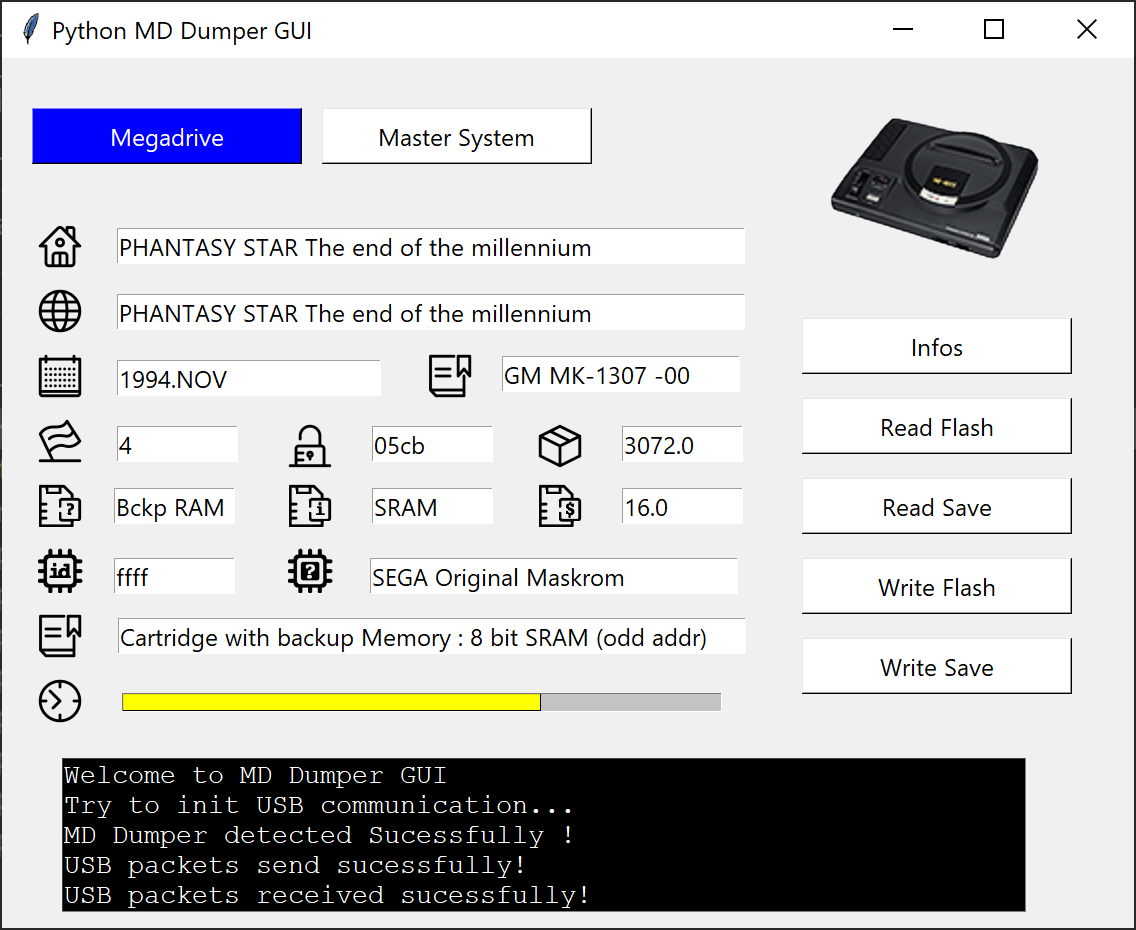 Python MD Dumper GUI
Megadrive Master System
PHANTASY STAR The end of the millennium
PHANTASY STAR The end of the millennium
1994.NOV GM MK-1307 -00
4 05cb 3072.0
Bckp RAM SRAM 16.0
id ffff SEGA Original Maskrom
Cartridge with backup Memory : 8 bit SRAM (odd addr)
Infos
Read Flash
Read Save
Write Flash
Write Save
Welcome to MD Dumper GUI
Try to init USB communication...
MD Dumper detected Sucessfully !
USB packets send sucessfully!
USB packets received sucessfully!